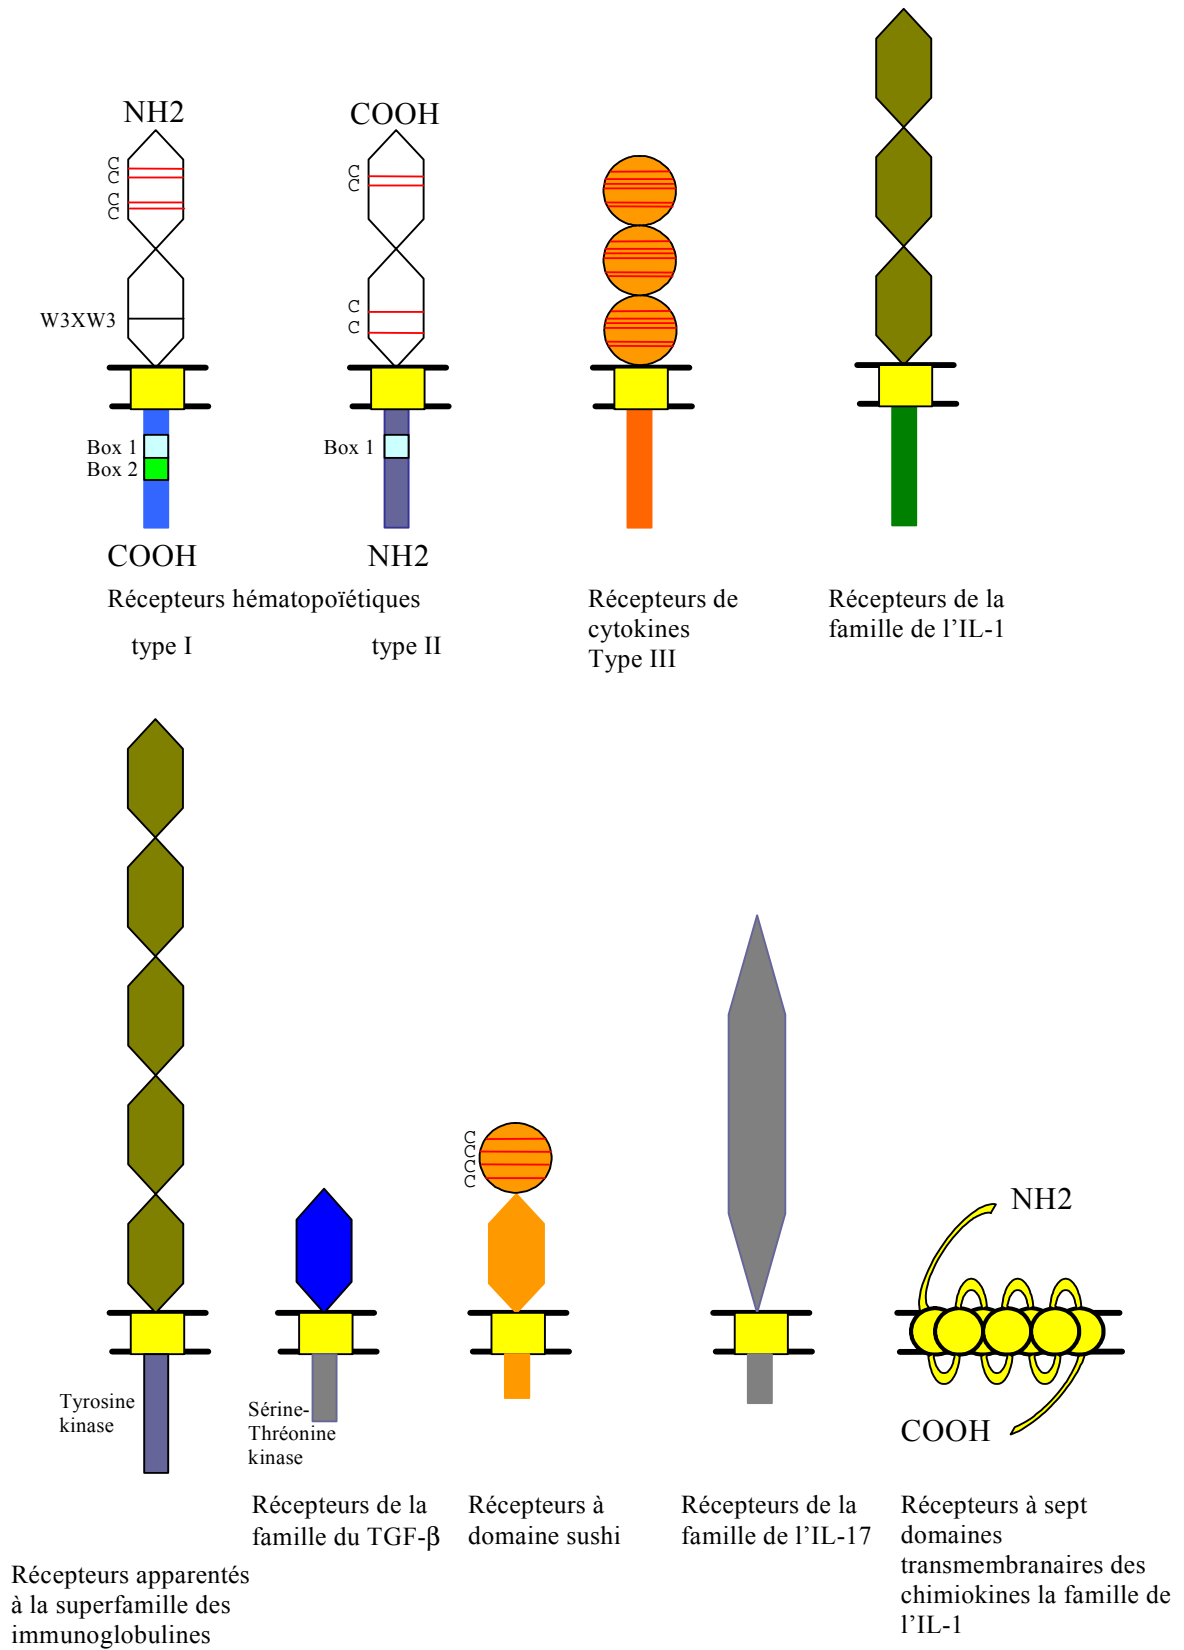 NH2
C
C
C
C
W3XW3
Box 1
Box 2
COOH
COOH
C
C
C
C
Box 1
NH2
Récepteurs hématopoïétiques
type I
type II
Récepteurs de
cytokines
Type III
Récepteurs de la
famille de l'IL-1
Tyrosine
kinase
Récepteurs apparentés
à la superfamille des
immunoglobulines
Sérine-
Thréonine
kinase
Récepteurs de la
famille du TGF-β
C
C
C
C
Récepteurs à
domaine sushi
Récepteurs de la
famille de l'IL-17
NH2
COOH
Récepteurs à sept
domaines
transmembranaires des
chimiokines la famille de
l'IL-1